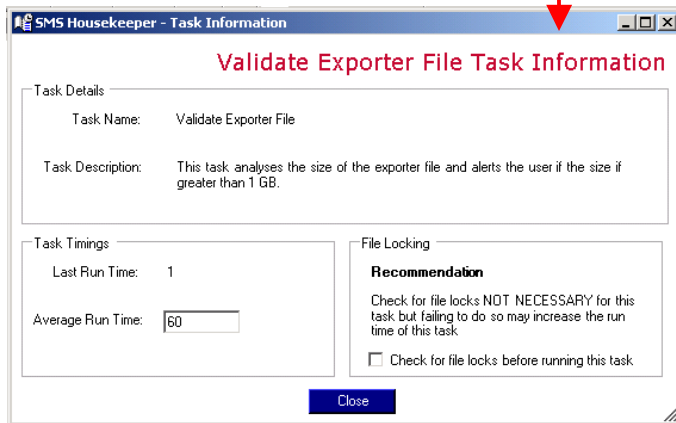 SMS Housekeeper - Task Information
Validate Exporter File Task Information
Task Details
Task Name: Validate Exporter File
Task Description: This task analyses the size of the exporter file and alerts the user if the size if
greater than 1 GB.
Task Timings
Last Run Time: 1
Average Run Time: 60
File Locking
Recommendation
Check for file locks NOT NECESSARY for this
task but failing to do so may increase the run
time of this task
Check for file locks before running this task
Close